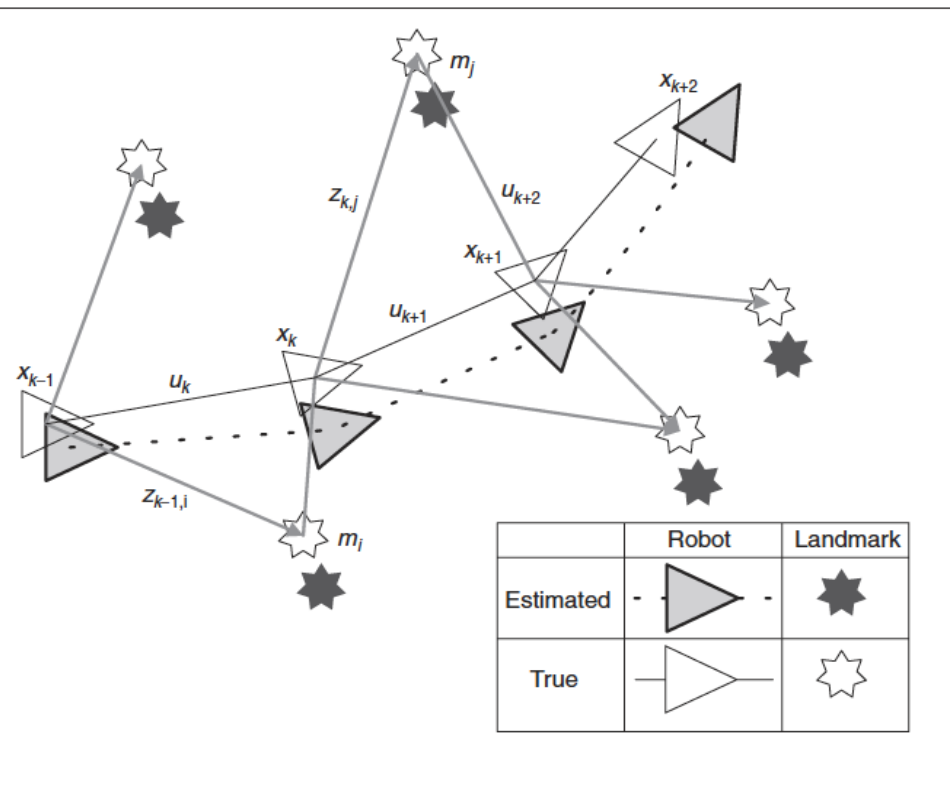 m_j
x_{k+2}
z_{k,j}
u_{k+2}
x_{k+1}
u_{k+1}
x_k
x_{k–1}
u_k
z_{k–1,i}
m_i
Robot Landmark
Estimated
True